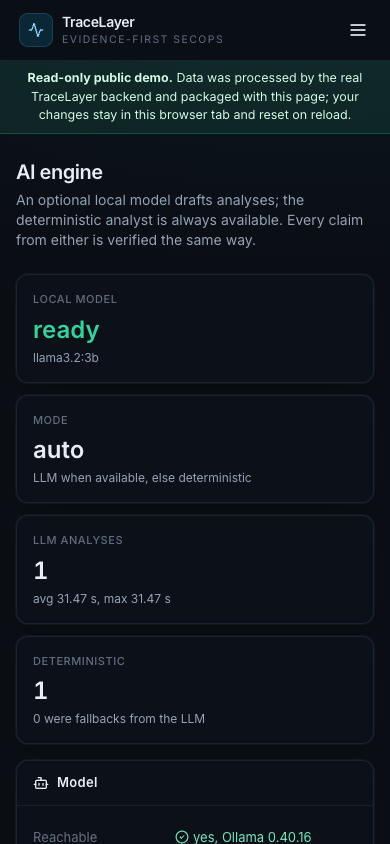 TraceLayer
EVIDENCE-FIRST SECOPS
Read-only public demo. Data was processed by the real
TraceLayer backend and packaged with this page; your
changes stay in this browser tab and reset on reload.
AI engine
An optional local model drafts analyses; the
deterministic analyst is always available. Every claim
from either is verified the same way.
LOCAL MODEL
ready
llama3.2:3b
MODE
auto
LLM when available, else deterministic
LLM ANALYSES
1
avg 31.47 s, max 31.47 s
DETERMINISTIC
1
0 were fallbacks from the LLM
Model
Reachable yes, Ollama 0.40.16